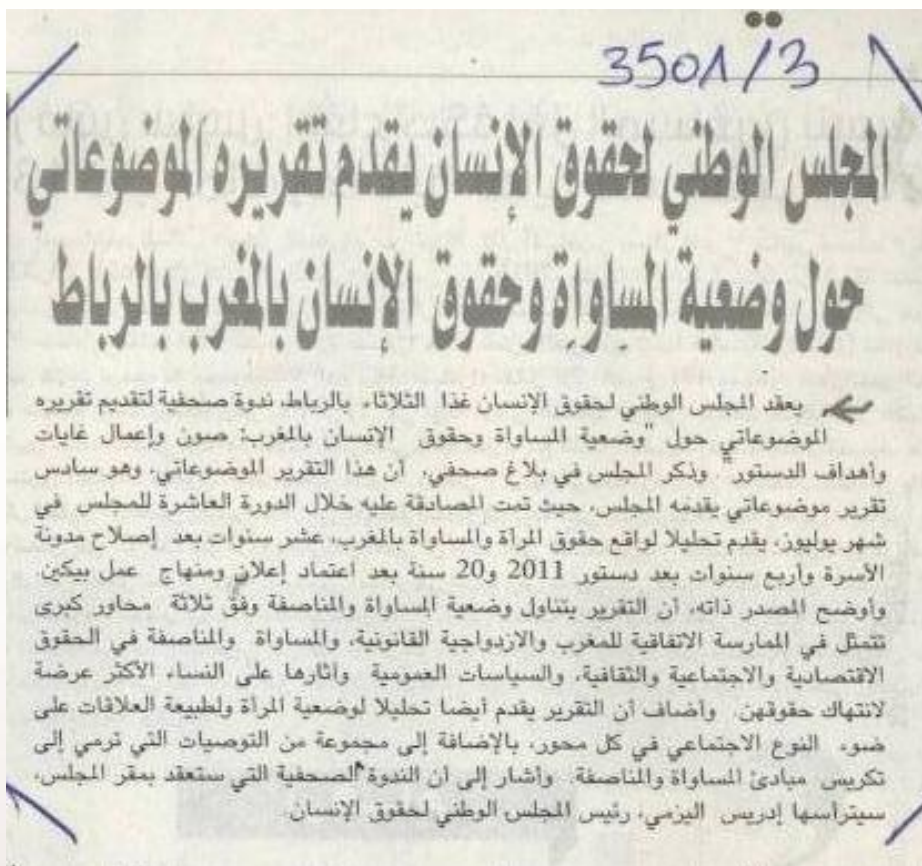 3501/3
المجلس الوطني لحقوق الإنسان يقدم تقريره الموضوعاتي
حول وضعية المساواة وحقوق الإنسان بالمغرب بالرباط
يعقد المجلس الوطني لحقوق الإنسان غذا الثلاثاء بالرباط، ندوة صحفية لتقديم تقريره
الموضوعاتي حول "وضعية المساواة وحقوق الإنسان بالمغرب: صون وإعمال غايات
وأهداف الدستور". وذكر المجلس في بلاغ صحفي، أن هذا التقرير الموضوعاتي، وهو سادس
تقرير موضوعاتي يقدمه المجلس، حيث تمت المصادقة عليه خلال الدورة العاشرة للمجلس في
شهر يوليوز، يقدم تحليلا لواقع حقوق المرأة والمساواة بالمغرب، عشر سنوات بعد إصلاح مدونة
الأسرة وأربع سنوات بعد دستور 2011 و20 سنة بعد اعتماد إعلان ومنهاج عمل بيكين.
وأوضح المصدر ذاته، أن التقرير يتناول وضعية المساواة والمناصفة وفق ثلاثة محاور كبرى
تتمثل في الممارسة الاتفاقية للمغرب والازدواجية القانونية، والمساواة والمناصفة في الحقوق
الاقتصادية والاجتماعية والثقافية، والسياسات العمومية وآثارها على النساء الأكثر عرضة
لانتهاك حقوقهن. وأضاف أن التقرير يقدم أيضا تحليلا لوضعية المرأة ولطبيعة العلاقات على
ضوء النوع الاجتماعي في كل محور، بالإضافة إلى مجموعة من التوصيات التي ترمي إلى
تكريس مبادئ المساواة والمناصفة. وأشار إلى أن الندوة الصحفية التي ستعقد بمقر المجلس،
سيترأسها إدريس اليزمي، رئيس المجلس الوطني لحقوق الإنسان.